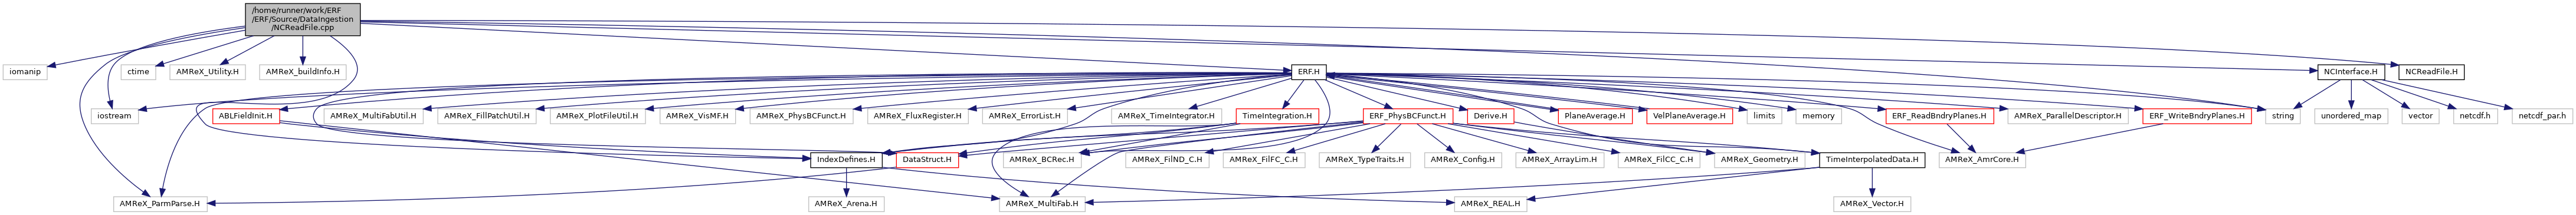 /home/runner/work/ERF
/ERF/Source/DataIngestion
/NCReadFile.cpp
iomanip
ctime
AMReX_Utility.H
AMReX_buildInfo.H
ERF.H
NCInterface.H
NCReadFile.H
iostream
ABLFieldInit.H
AMReX_MultiFabUtil.H
AMReX_FillPatchUtil.H
AMReX_PlotFileUtil.H
AMReX_VisMF.H
AMReX_PhysBCFunct.H
AMReX_FluxRegister.H
AMReX_ErrorList.H
AMReX_TimeIntegrator.H
TimeIntegration.H
ERF_PhysBCFunct.H
Derive.H
PlaneAverage.H
VelPlaneAverage.H
limits
memory
ERF_ReadBndryPlanes.H
AMReX_ParallelDescriptor.H
ERF_WriteBndryPlanes.H
string
unordered_map
vector
netcdf.h
netcdf_par.h
IndexDefines.H
DataStruct.H
AMReX_BCRec.H
AMReX_FilND_C.H
AMReX_FilFC_C.H
AMReX_TypeTraits.H
AMReX_Config.H
AMReX_ArrayLim.H
AMReX_FilCC_C.H
AMReX_Geometry.H
TimeInterpolatedData.H
AMReX_AmrCore.H
AMReX_ParmParse.H
AMReX_Arena.H
AMReX_MultiFab.H
AMReX_REAL.H
AMReX_Vector.H